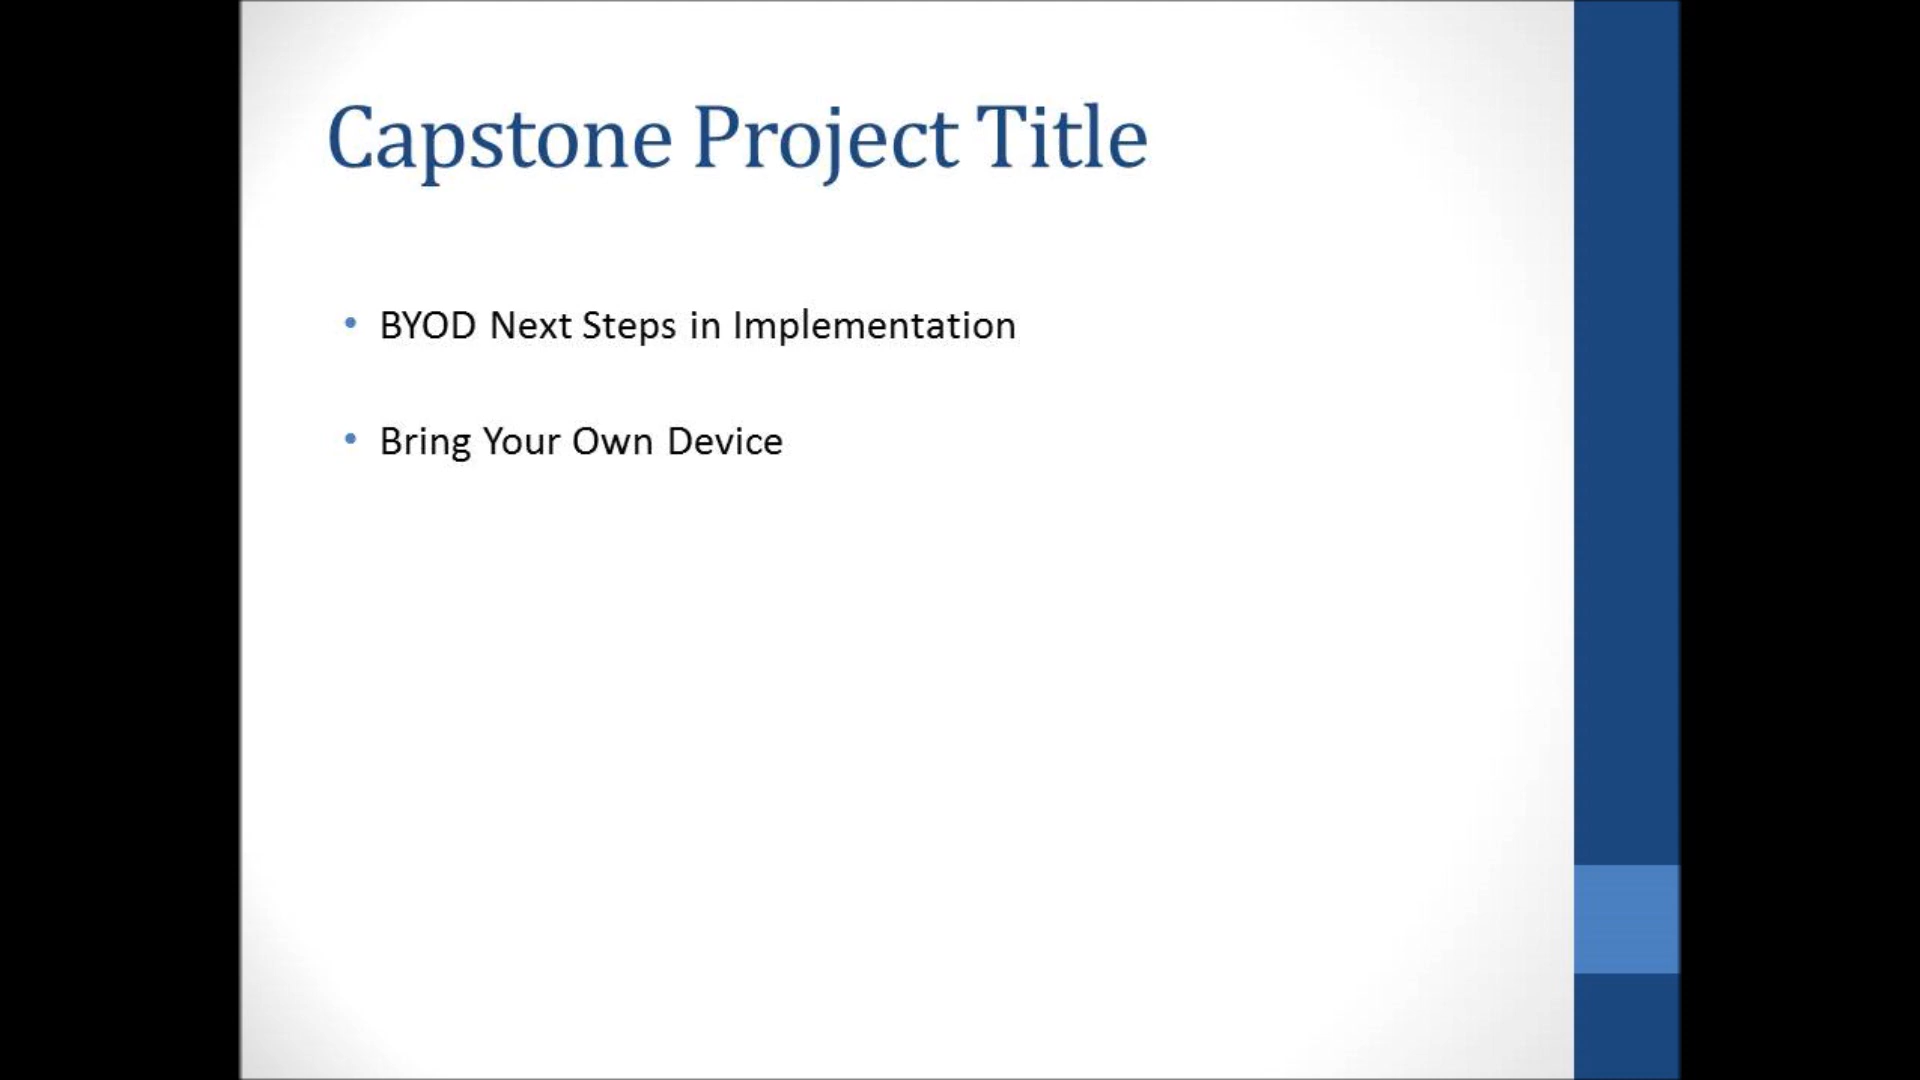 Capstone Project Title
• BYOD Next Steps in Implementation
• Bring Your Own Device